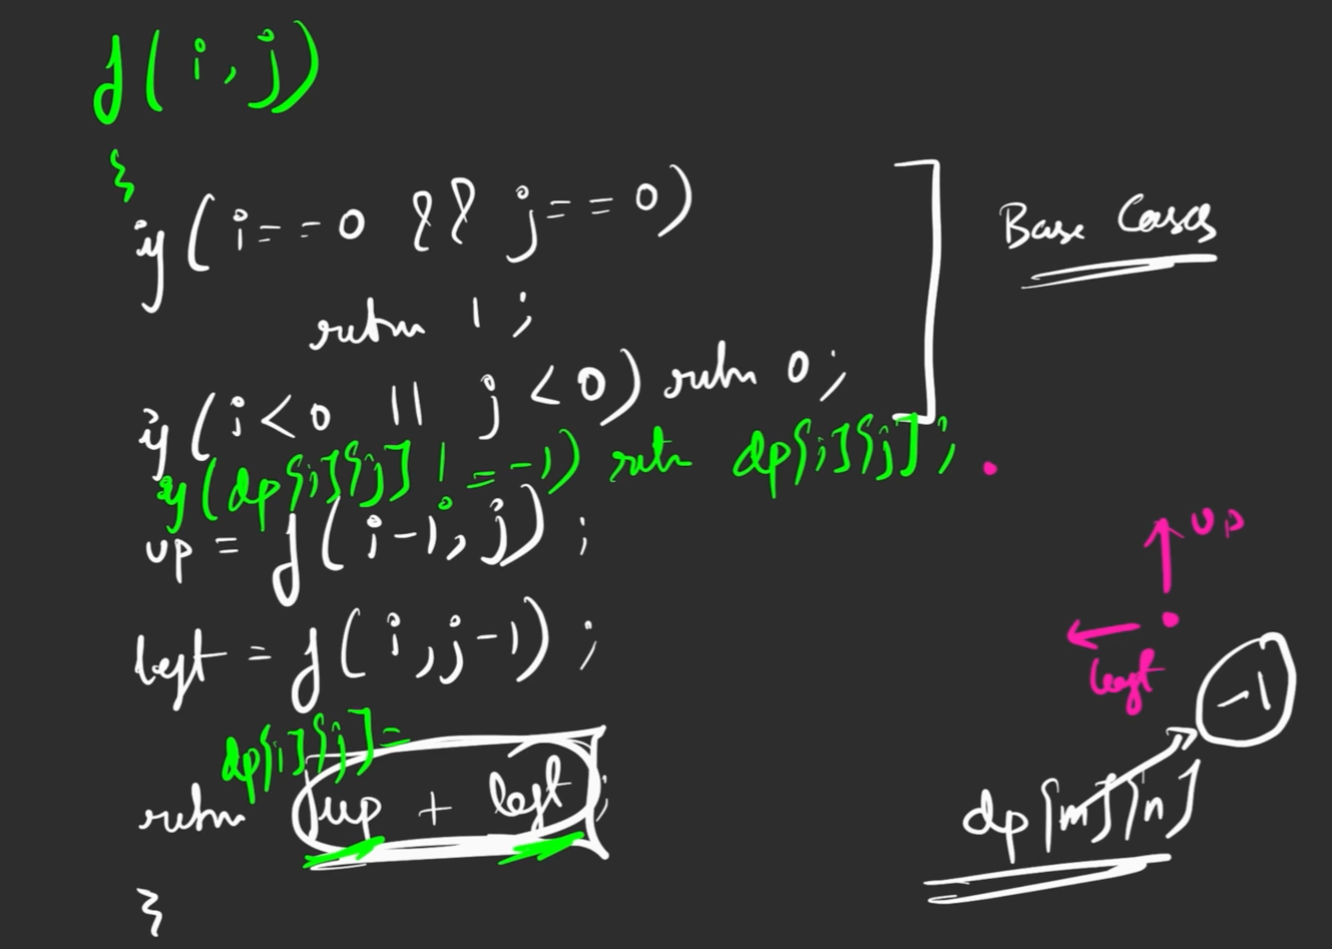 f(i,j)
{
if(i==0 && j==0)
return 1;
Base Cases
if(i<0 || j<0) return 0;
if(dp[i][j] != -1) return dp[i][j];
up = f(i-1,j);
up
left = f(i,j-1);
left
-1
dp[i][j]=
return up + left;
dp[m][n]
}